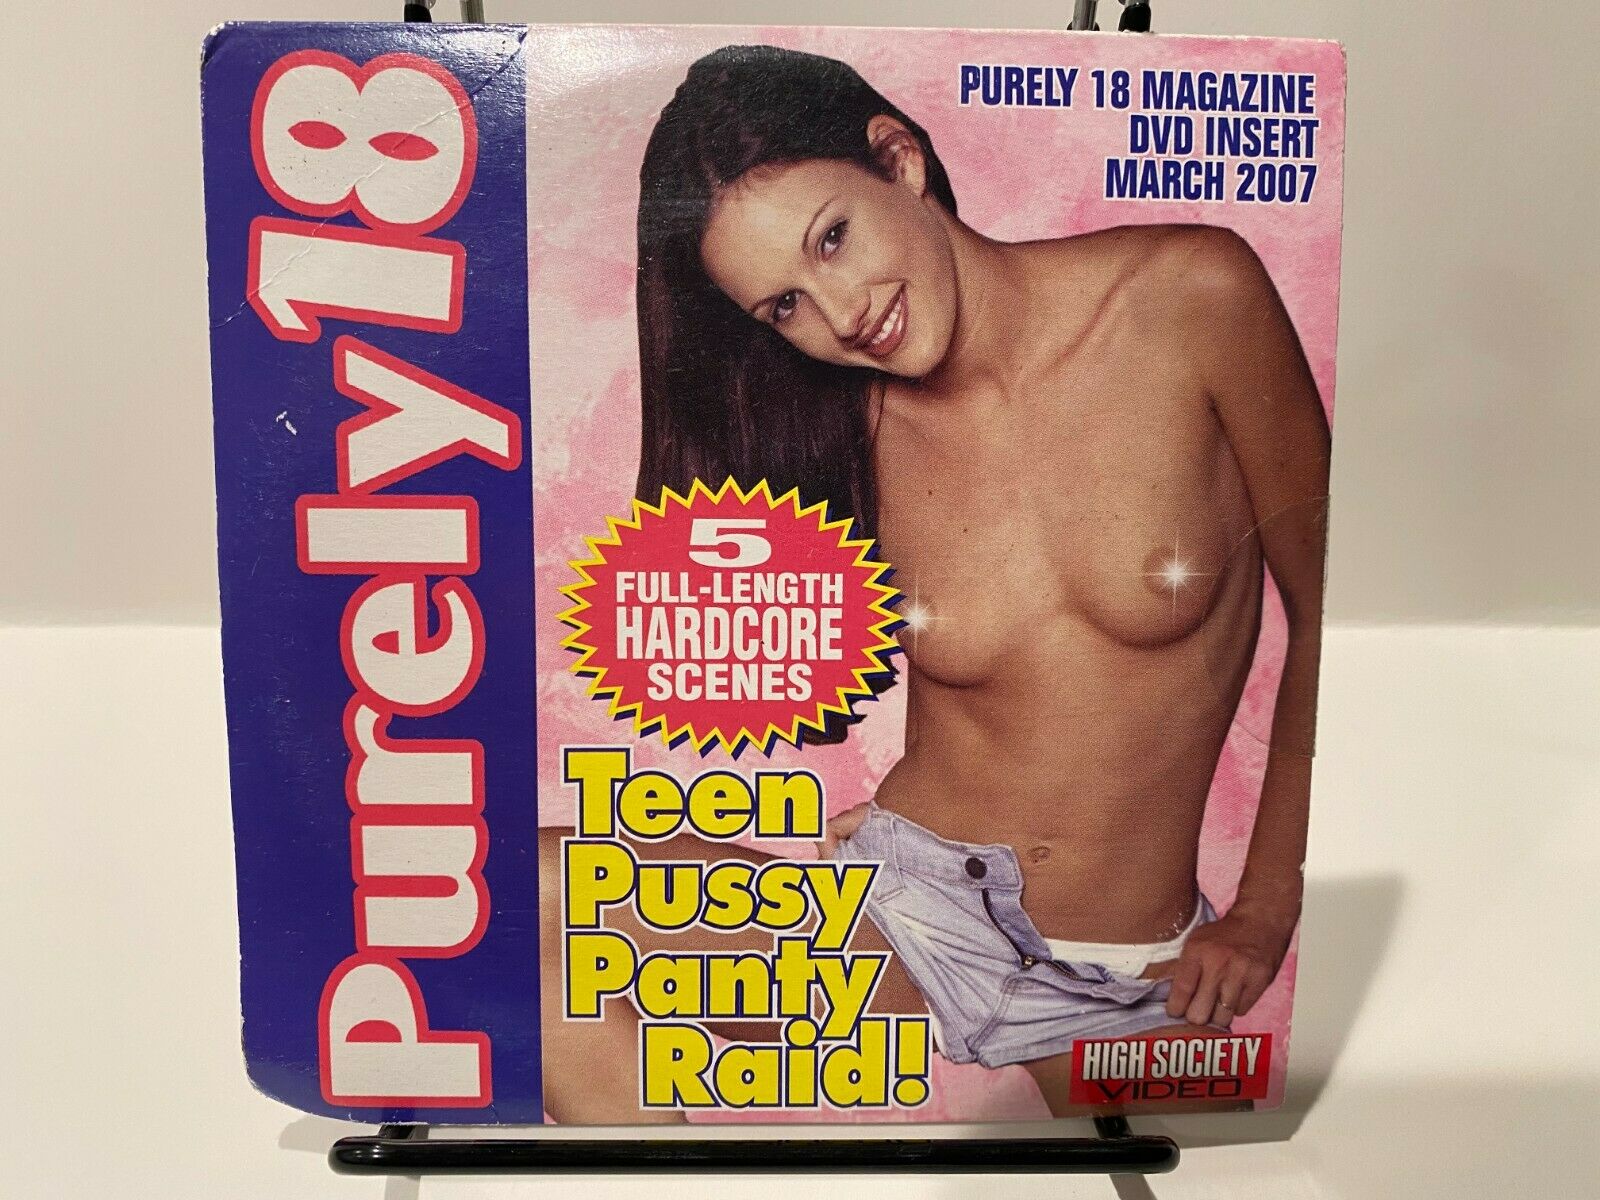 Purely 18
PURELY 18 MAGAZINE
DVD INSERT
MARCH 2007
5
FULL-LENGTH
HARDCORE
SCENES
Teen
Pussy
Panty
Raid!
HIGH SOCIETY
VIDEO